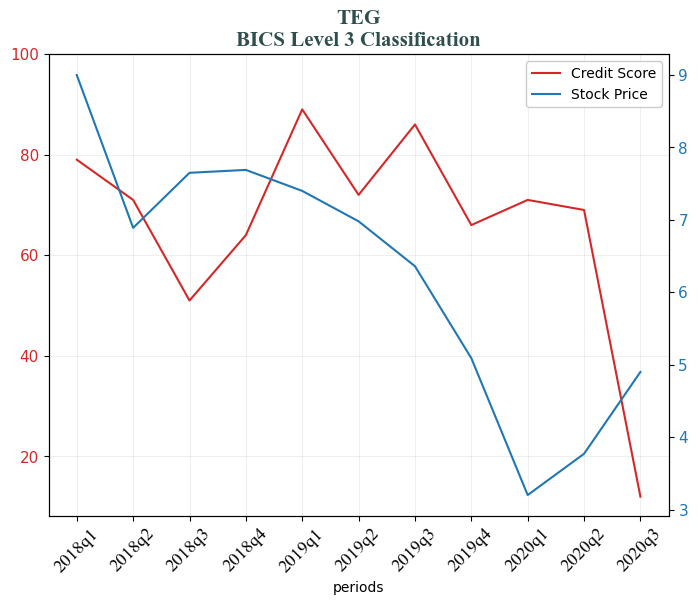 TEG
BICS Level 3 Classification
Credit Score
Stock Price
100
80
60
40
20
9
8
7
6
5
4
3
2018q1
2018q2
2018q3
2018q4
2019q1
2019q2
2019q3
2019q4
2020q1
2020q2
2020q3
periods